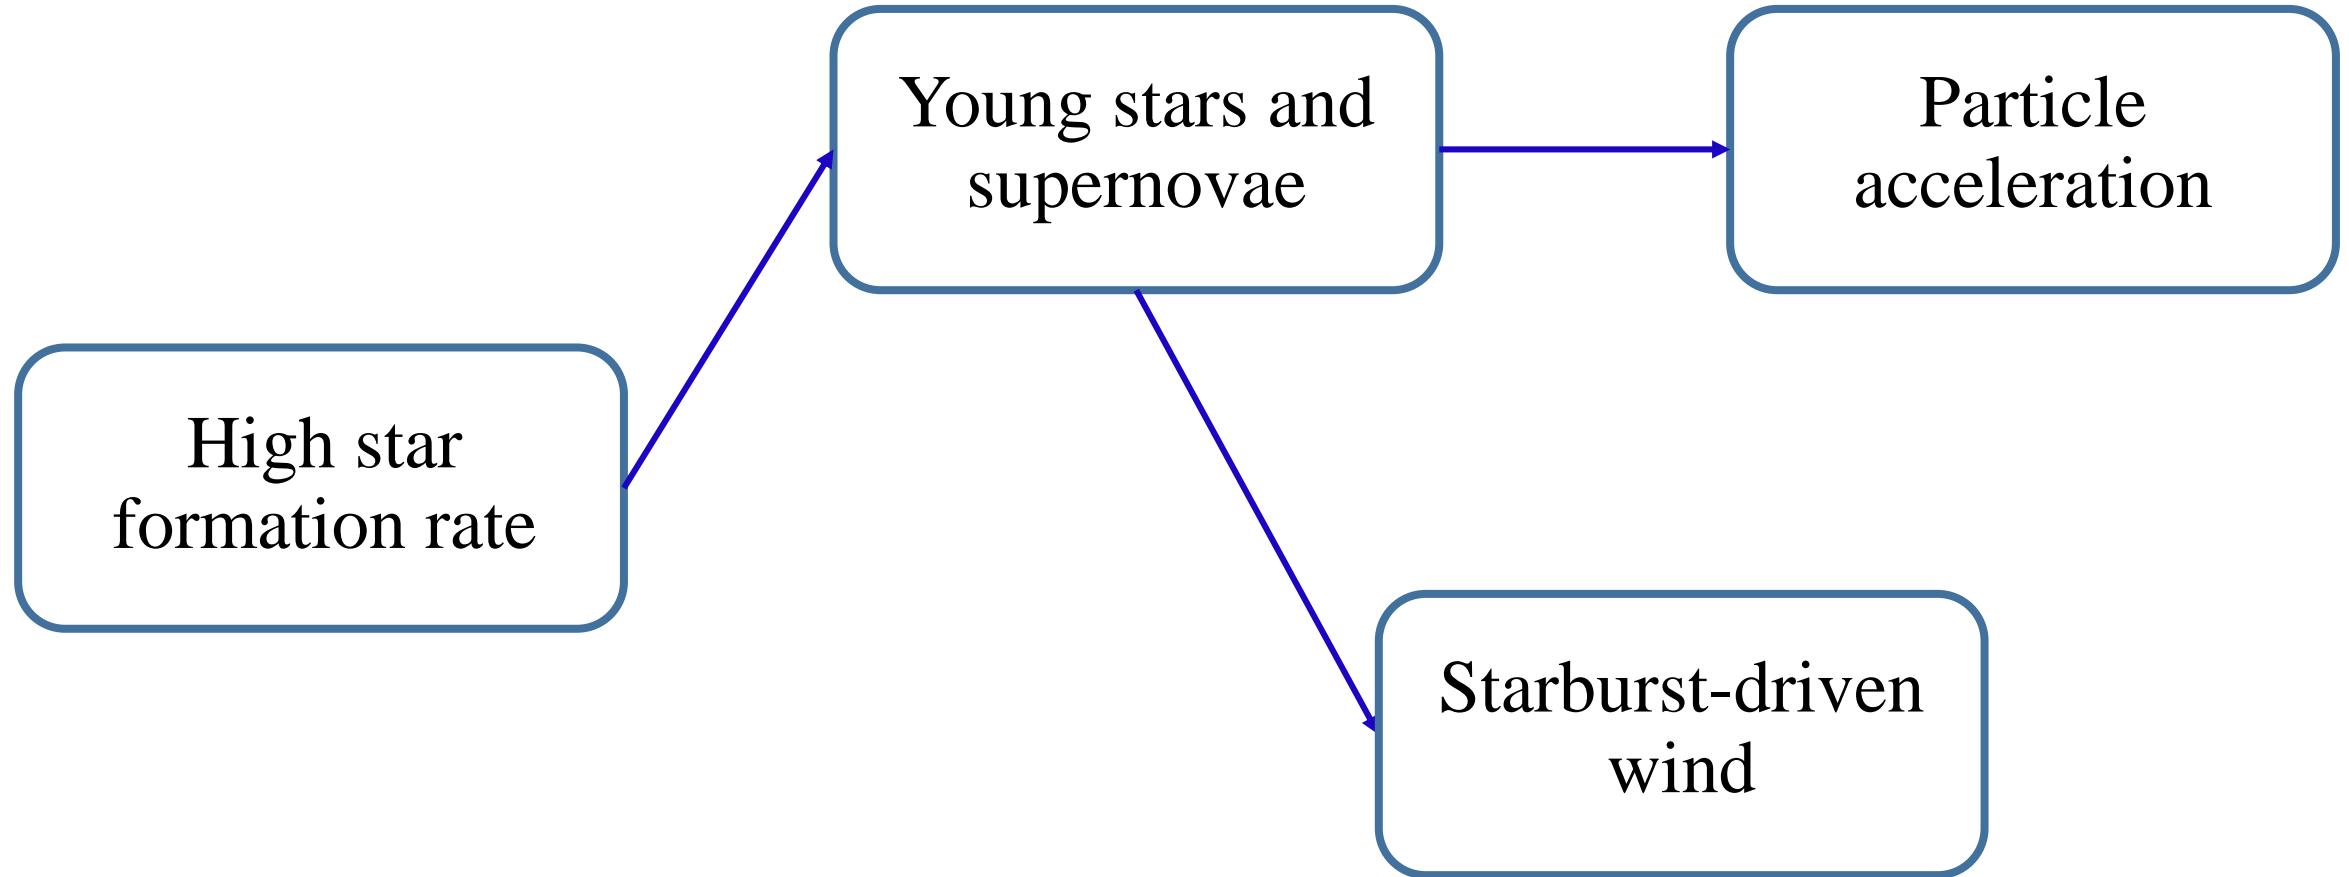 Young stars and
supernovae
Particle
acceleration
High star
formation rate
Starburst-driven
wind